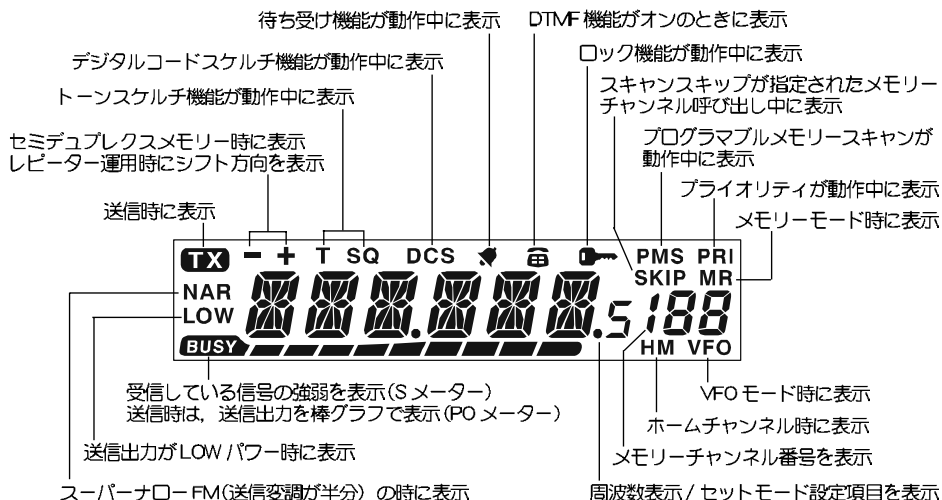 待ち受け機能が動作中に表示
DTMF 機能がオンのときに表示
デジタルコードスケルチ機能が動作中に表示
ロック機能が動作中に表示
トーンスケルチ機能が動作中に表示
スキャンスキップが指定されたメモリー
チャンネル呼び出し中に表示
セミデュプレクスメモリー時に表示
レピーター運用時にシフト方向を表示
プログラマブルメモリースキャンが
動作中に表示
プライオリティが動作中に表示
送信時に表示
メモリーモード時に表示
TX - + T SQ DCS PMS PRI
SKIP MR
NAR
LOW
.5 188
BUSY
HM VFO
受信している信号の強弱を表示(S メーター)
送信時は，送信出力を棒グラフで表示(PO メーター)
VFO モード時に表示
ホームチャンネル時に表示
送信出力がLOW パワー時に表示
メモリーチャンネル番号を表示
スーパーナローFM(送信変調が半分) の時に表示
周波数表示/ セットモード設定項目を表示